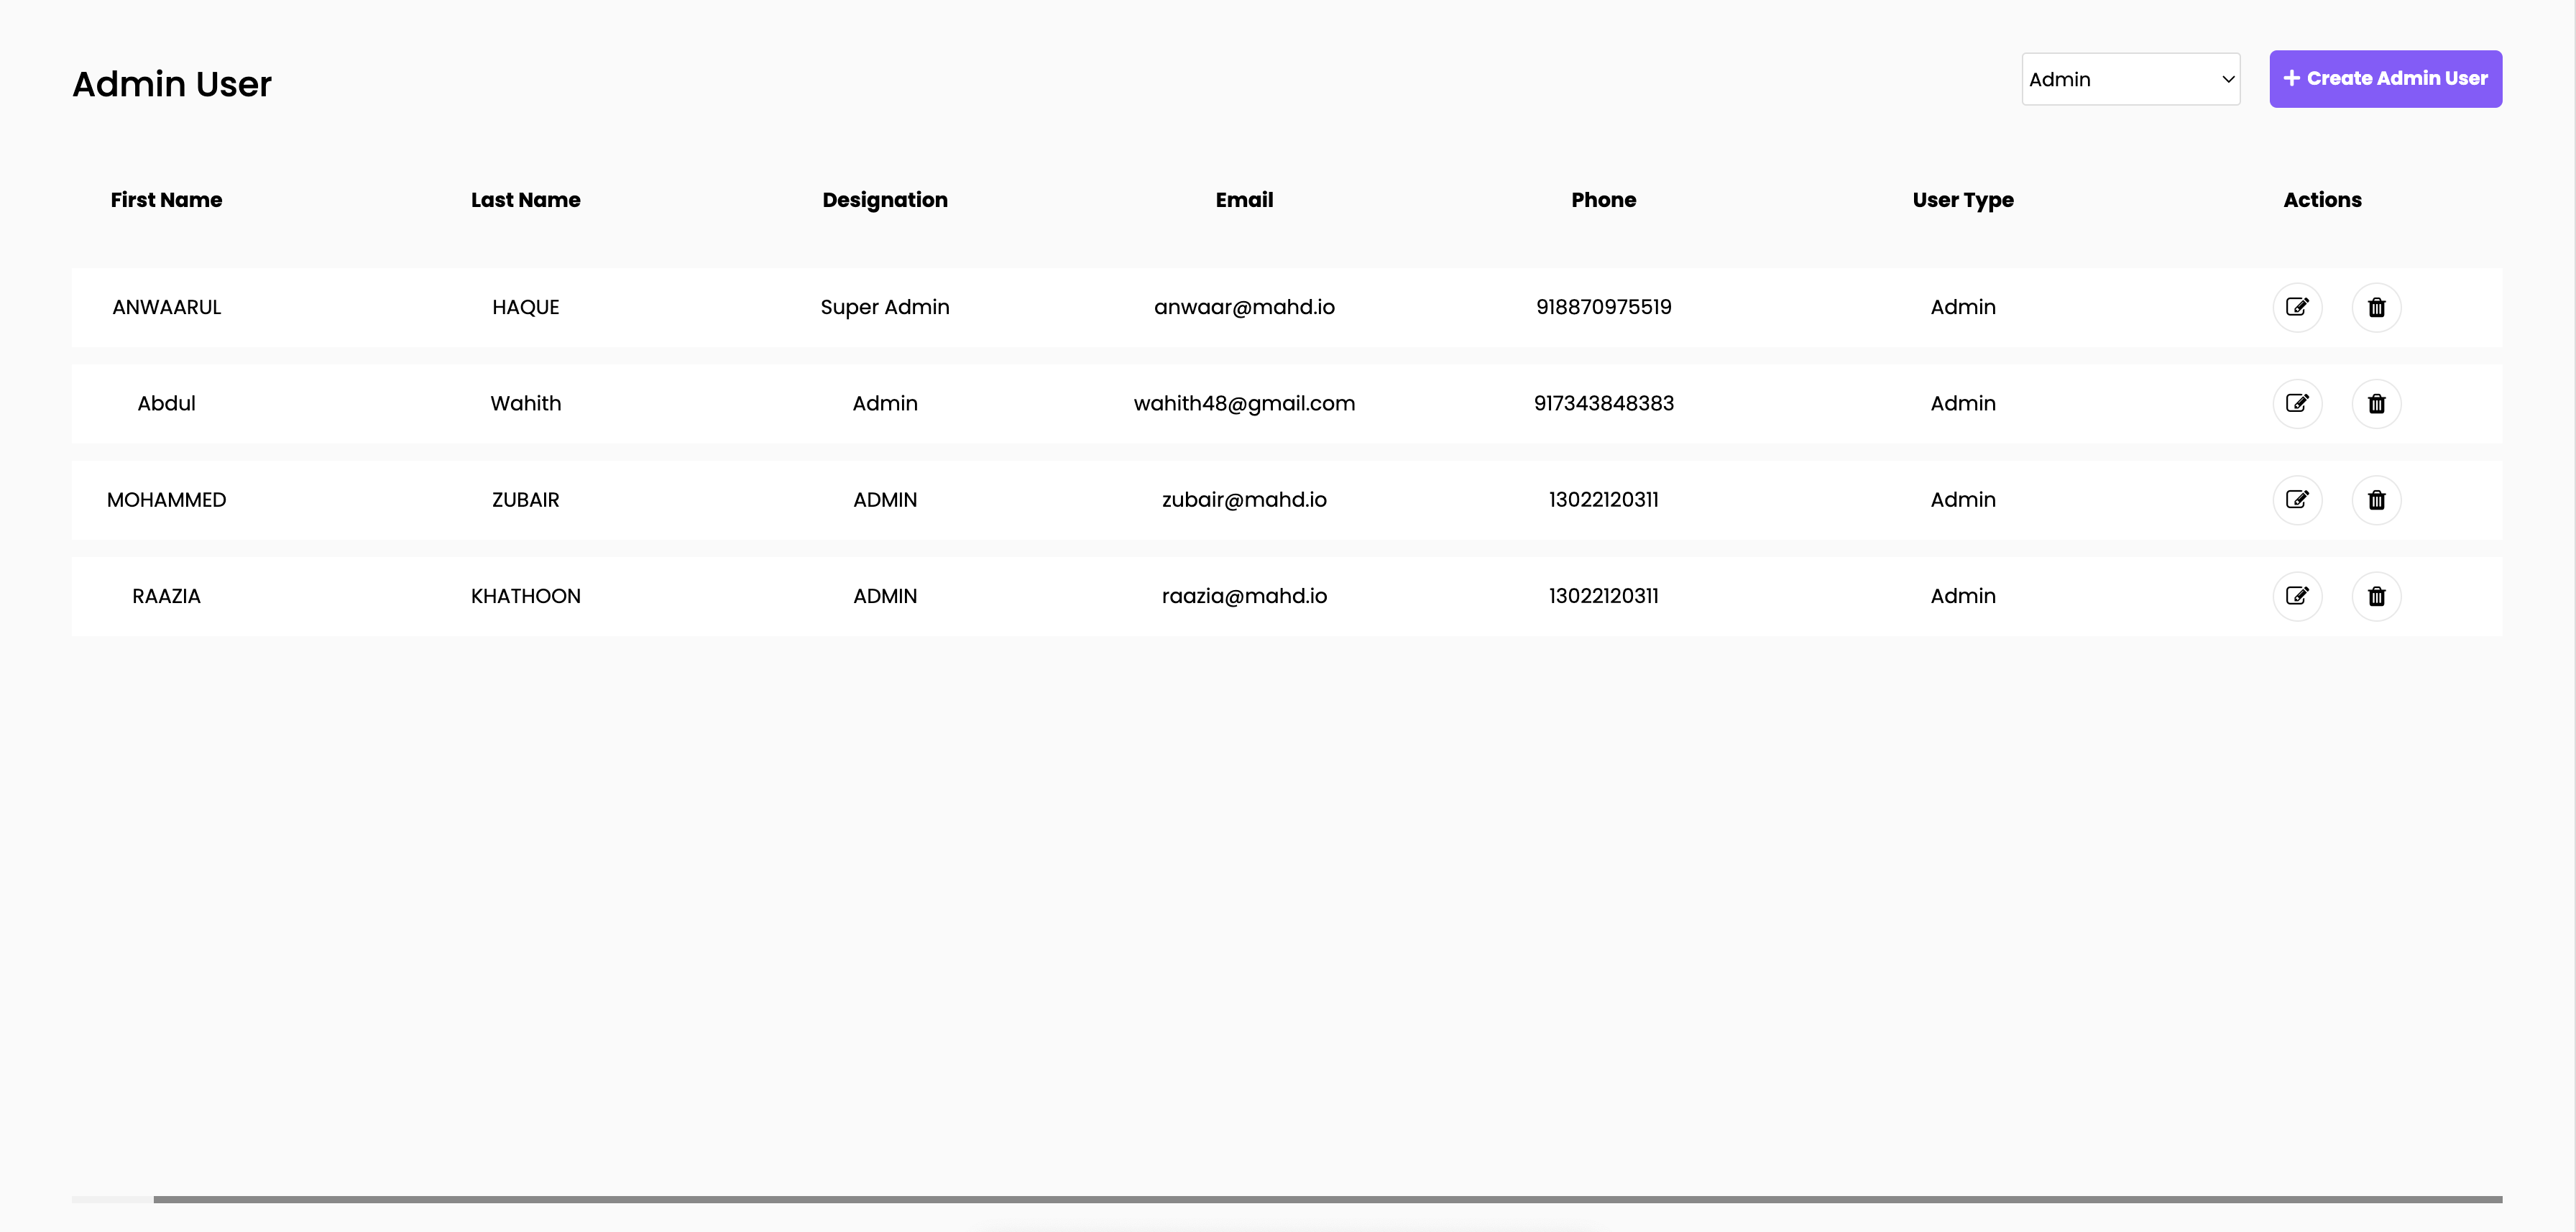 Admin User
Admin
+ Create Admin User
First Name Last Name Designation Email Phone User Type Actions
ANWAARUL HAQUE Super Admin anwaar@mahd.io 918870975519 Admin
Abdul Wahith Admin wahith48@gmail.com 917343848383 Admin
MOHAMMED ZUBAIR ADMIN zubair@mahd.io 13022120311 Admin
RAAZIA KHATHOON ADMIN raazia@mahd.io 13022120311 Admin